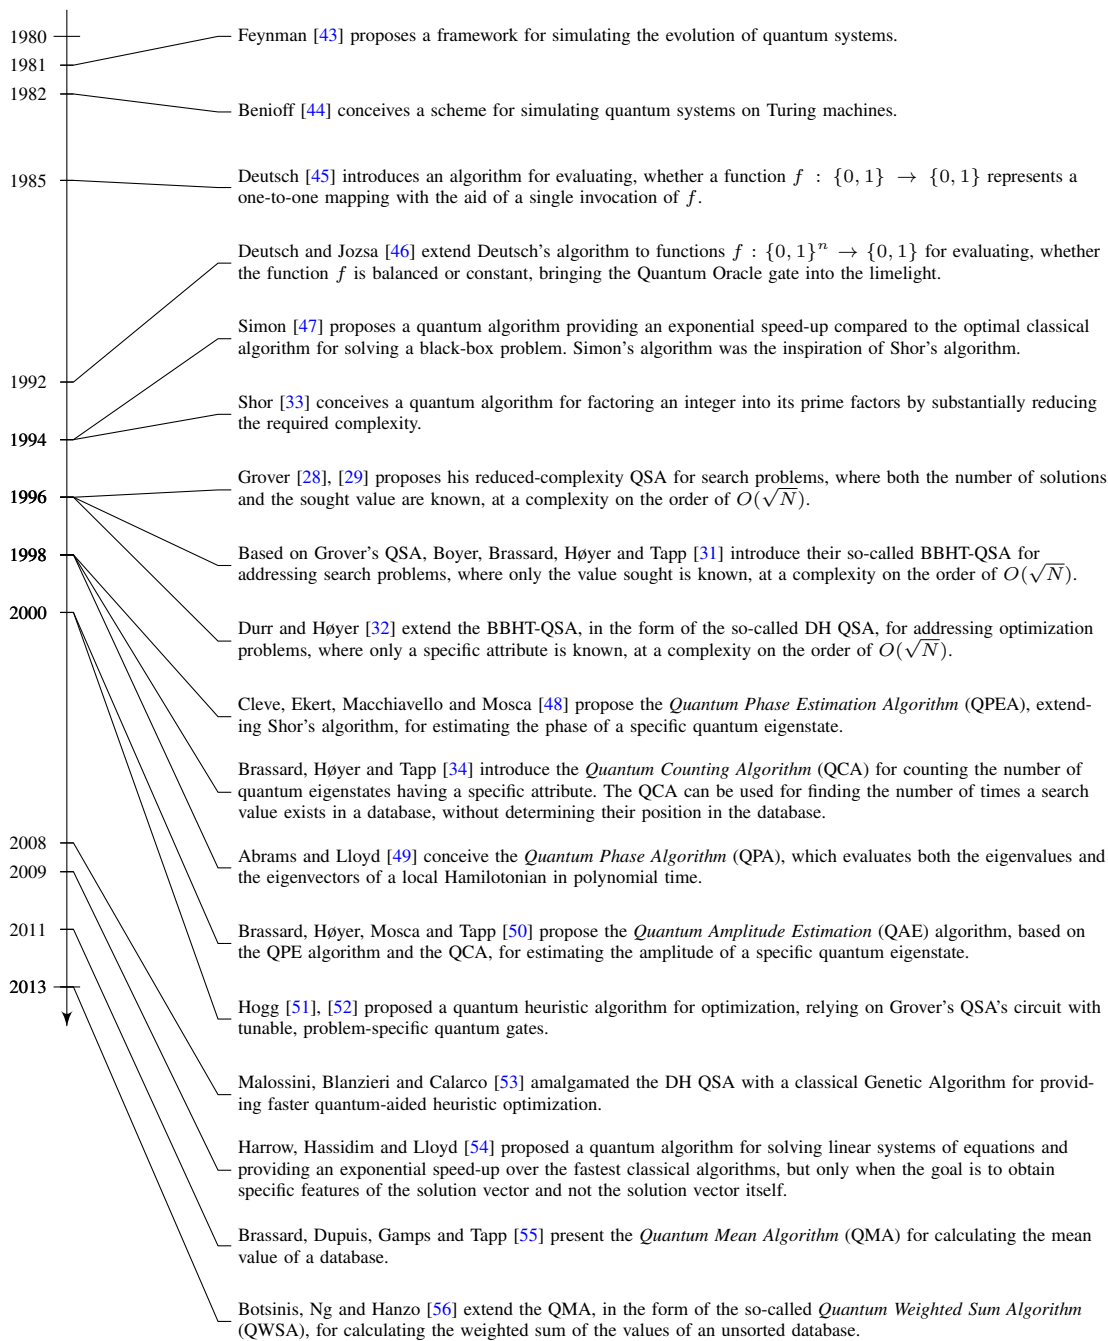 1980
Feynman [43] proposes a framework for simulating the evolution of quantum systems.
1981
1982
Benioff [44] conceives a scheme for simulating quantum systems on Turing machines.
1985
Deutsch [45] introduces an algorithm for evaluating, whether a function f : {0, 1} → {0, 1} represents a
one-to-one mapping with the aid of a single invocation of f.
Deutsch and Jozsa [46] extend Deutsch's algorithm to functions f : {0, 1}^n → {0, 1} for evaluating, whether
the function f is balanced or constant, bringing the Quantum Oracle gate into the limelight.
Simon [47] proposes a quantum algorithm providing an exponential speed-up compared to the optimal classical
algorithm for solving a black-box problem. Simon's algorithm was the inspiration of Shor's algorithm.
1992
Shor [33] conceives a quantum algorithm for factoring an integer into its prime factors by substantially reducing
the required complexity.
1994
Grover [28], [29] proposes his reduced-complexity QSA for search problems, where both the number of solutions
and the sought value are known, at a complexity on the order of O(√N).
1996
Based on Grover's QSA, Boyer, Brassard, Høyer and Tapp [31] introduce their so-called BBHT-QSA for
addressing search problems, where only the value sought is known, at a complexity on the order of O(√N).
1998
2000
Durr and Høyer [32] extend the BBHT-QSA, in the form of the so-called DH QSA, for addressing optimization
problems, where only a specific attribute is known, at a complexity on the order of O(√N).
Cleve, Ekert, Macchiavello and Mosca [48] propose the Quantum Phase Estimation Algorithm (QPEA), extend-
ing Shor's algorithm, for estimating the phase of a specific quantum eigenstate.
Brassard, Høyer and Tapp [34] introduce the Quantum Counting Algorithm (QCA) for counting the number of
quantum eigenstates having a specific attribute. The QCA can be used for finding the number of times a search
value exists in a database, without determining their position in the database.
2008
Abrams and Lloyd [49] conceive the Quantum Phase Algorithm (QPA), which evaluates both the eigenvalues and
the eigenvectors of a local Hamilotonian in polynomial time.
2009
Brassard, Høyer, Mosca and Tapp [50] propose the Quantum Amplitude Estimation (QAE) algorithm, based on
the QPE algorithm and the QCA, for estimating the amplitude of a specific quantum eigenstate.
2011
2013
Hogg [51], [52] proposed a quantum heuristic algorithm for optimization, relying on Grover's QSA's circuit with
tunable, problem-specific quantum gates.
Malossini, Blanzieri and Calarco [53] amalgamated the DH QSA with a classical Genetic Algorithm for provid-
ing faster quantum-aided heuristic optimization.
Harrow, Hassidim and Lloyd [54] proposed a quantum algorithm for solving linear systems of equations and
providing an exponential speed-up over the fastest classical algorithms, but only when the goal is to obtain
specific features of the solution vector and not the solution vector itself.
Brassard, Dupuis, Gamps and Tapp [55] present the Quantum Mean Algorithm (QMA) for calculating the mean
value of a database.
Botsinis, Ng and Hanzo [56] extend the QMA, in the form of the so-called Quantum Weighted Sum Algorithm
(QWSA), for calculating the weighted sum of the values of an unsorted database.